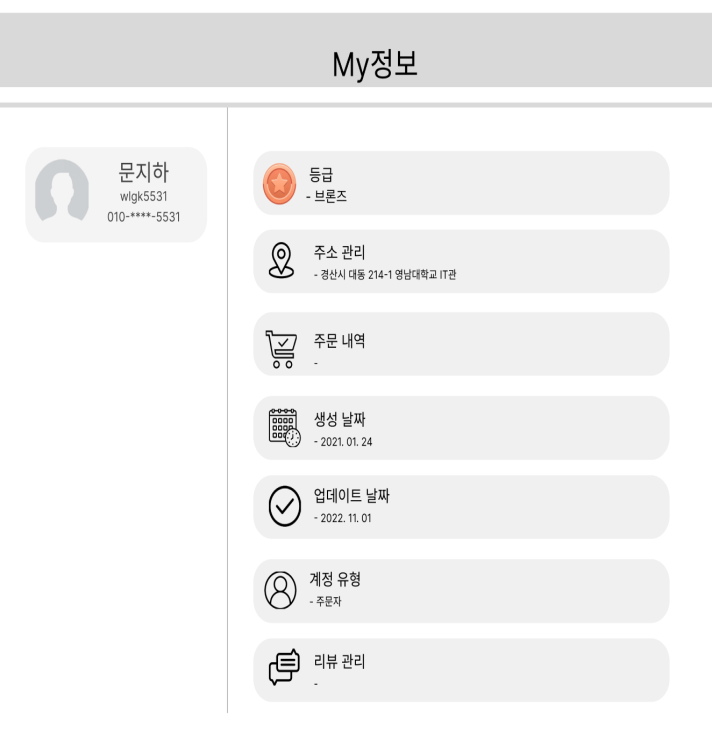 My정보
문지하
wlgk5531
010-****-5531
등급
- 브론즈
주소 관리
- 경산시 대동 214-1 영남대학교 IT관
주문 내역
-
생성 날짜
- 2021. 01. 24
업데이트 날짜
- 2022. 11. 01
계정 유형
- 주문자
리뷰 관리
-